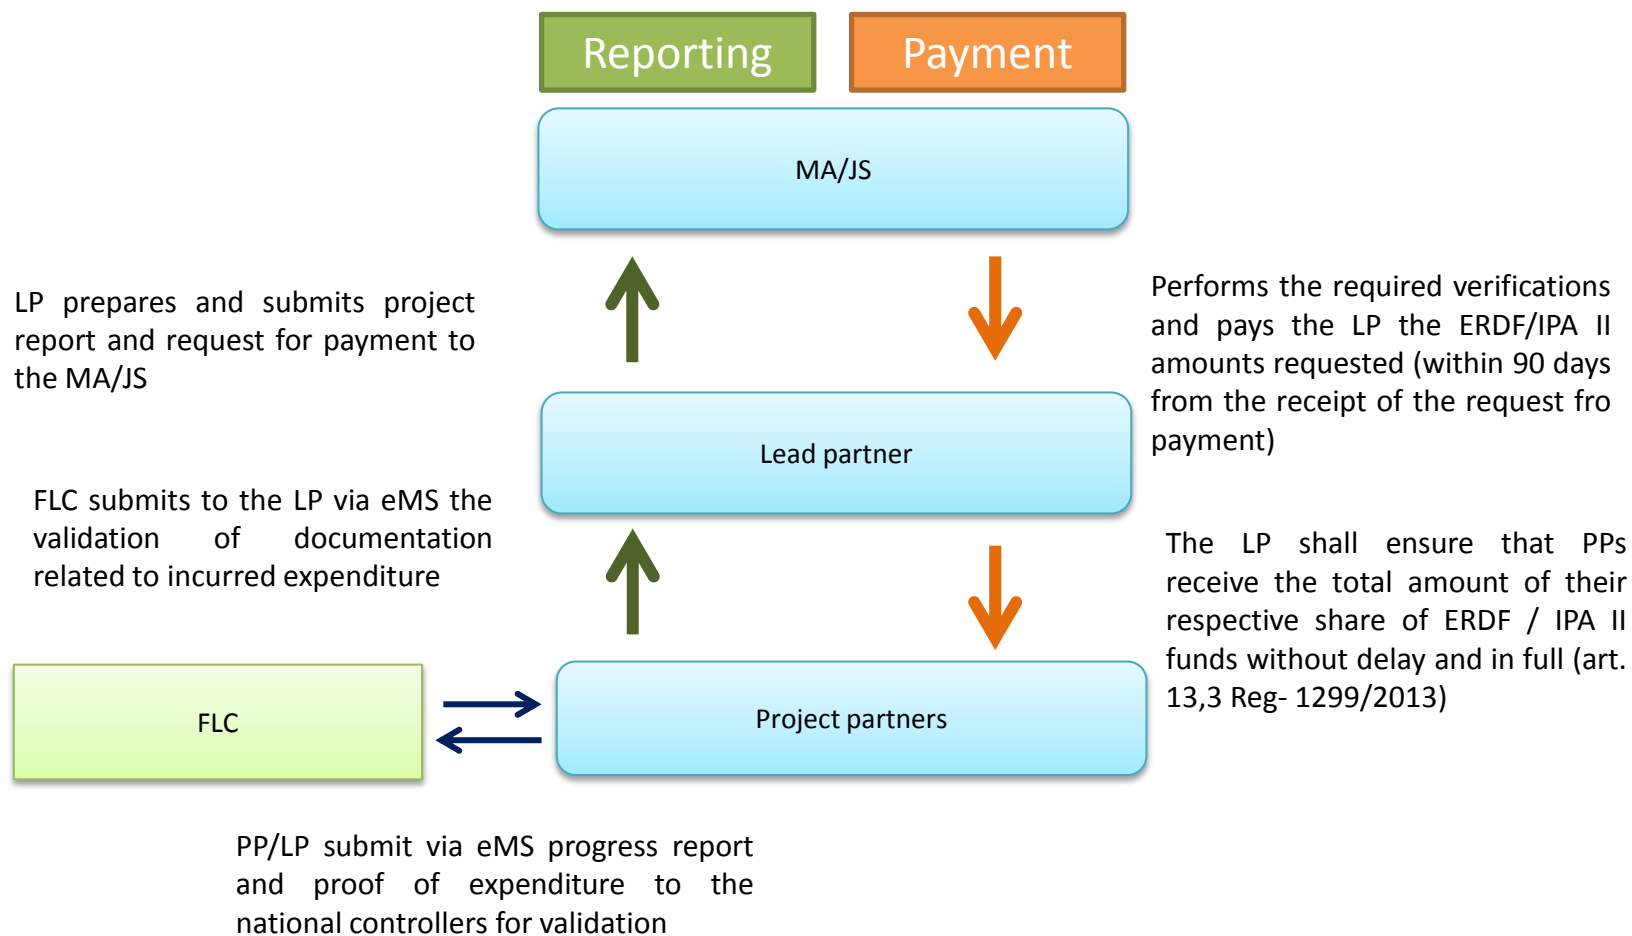 Reporting
Payment
MA/JS
LP prepares and submits project
report and request for payment to
the MA/JS
Performs the required verifications
and pays the LP the ERDF/IPA II
amounts requested (within 90 days
from the receipt of the request fro
payment)
Lead partner
FLC submits to the LP via eMS the
validation of documentation
related to incurred expenditure
The LP shall ensure that PPs
receive the total amount of their
respective share of ERDF / IPA II
funds without delay and in full (art.
13,3 Reg- 1299/2013)
FLC
Project partners
PP/LP submit via eMS progress report
and proof of expenditure to the
national controllers for validation